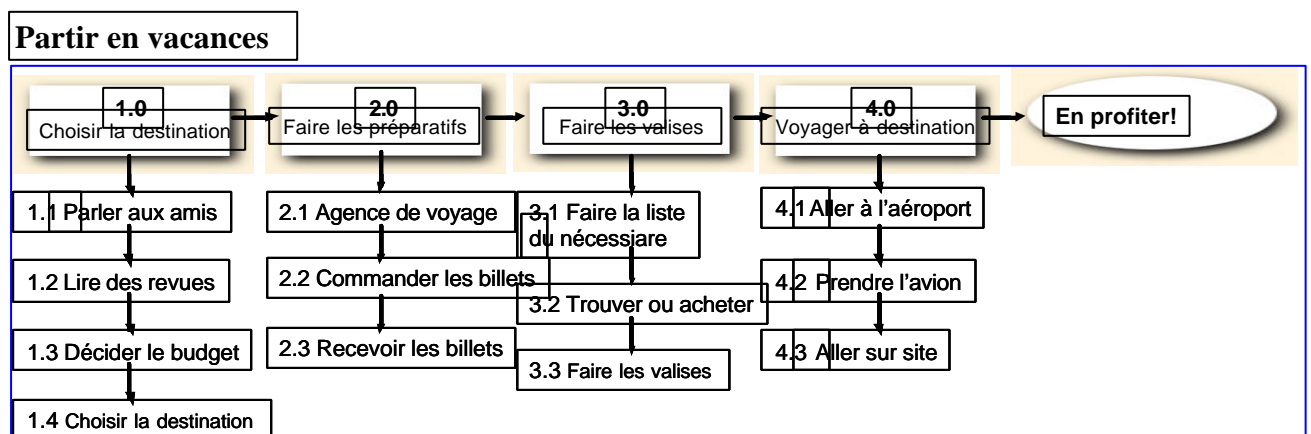 Partir en vacances
1.0
Choisir la destination
2.0
Faire les préparatifs
3.0
Faire les valises
4.0
Voyager à destination
En profiter!
1.1 Parler aux amis
1.2 Lire des revues
1.3 Décider le budget
1.4 Choisir la destination
2.1 Agence de voyage
2.2 Commander les billets
2.3 Recevoir les billets
3.1 Faire la liste
du nécessiare
3.2 Trouver ou acheter
3.3 Faire les valises
4.1 Aller à l'aéroport
4.2 Prendre l'avion
4.3 Aller sur site